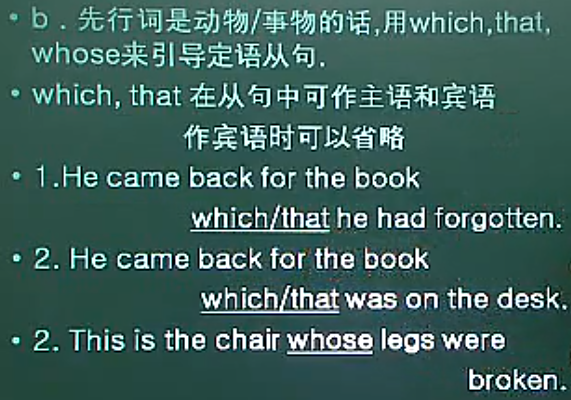 • b . 先行词是动物/事物的话,用which,that,
whose来引导定语从句.
• which, that 在从句中可作主语和宾语
作宾语时可以省略
• 1.He came back for the book
which/that he had forgotten.
• 2. He came back for the book
which/that was on the desk.
• 2. This is the chair whose legs were
broken.